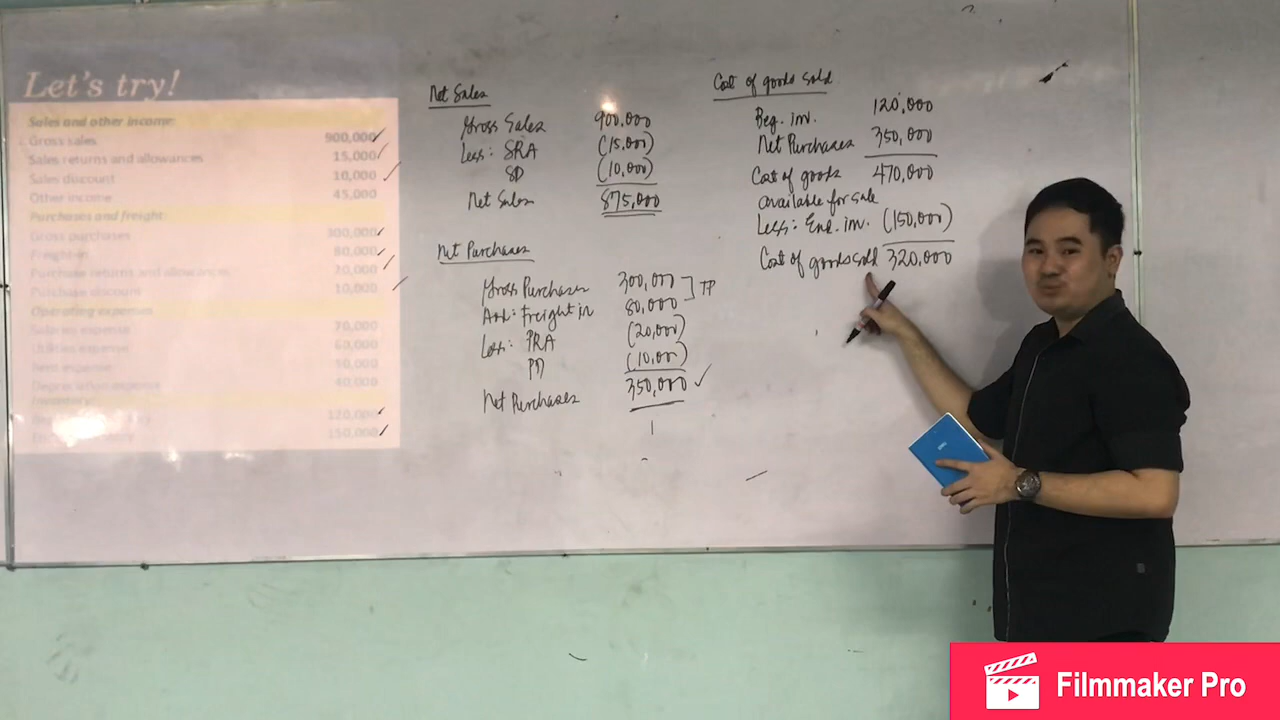 Let's try!
Sales and other income:
Gross sales 900,000
Sales returns and allowances 15,000
Sales discount 10,000
Other income 45,000
Purchases and freight:
Gross purchases 300,000
Freight-in 80,000
Purchase returns and allowances 20,000
Purchase discount 10,000
Operating expenses
Salaries expense 70,000
Utilities expense 60,000
Rent expense
Depreciation expense 40,000
Inventory:
120,000
150,000
Net Sales
Gross Sales 900,000
Less: SRA (15,000)
SD (10,000)
Net Sales 875,000
Net Purchases
Gross Purchases 300,000
Add: Freight in 80,000
TP
Less: PRA (20,000)
PD (10,000)
Net Purchases 350,000
Cost of goods sold
Beg. inv. 120,000
Net Purchases 350,000
Cost of goods 470,000
available for sale
Less: End. inv. (150,000)
Cost of goods sold 320,000
Filmmaker Pro